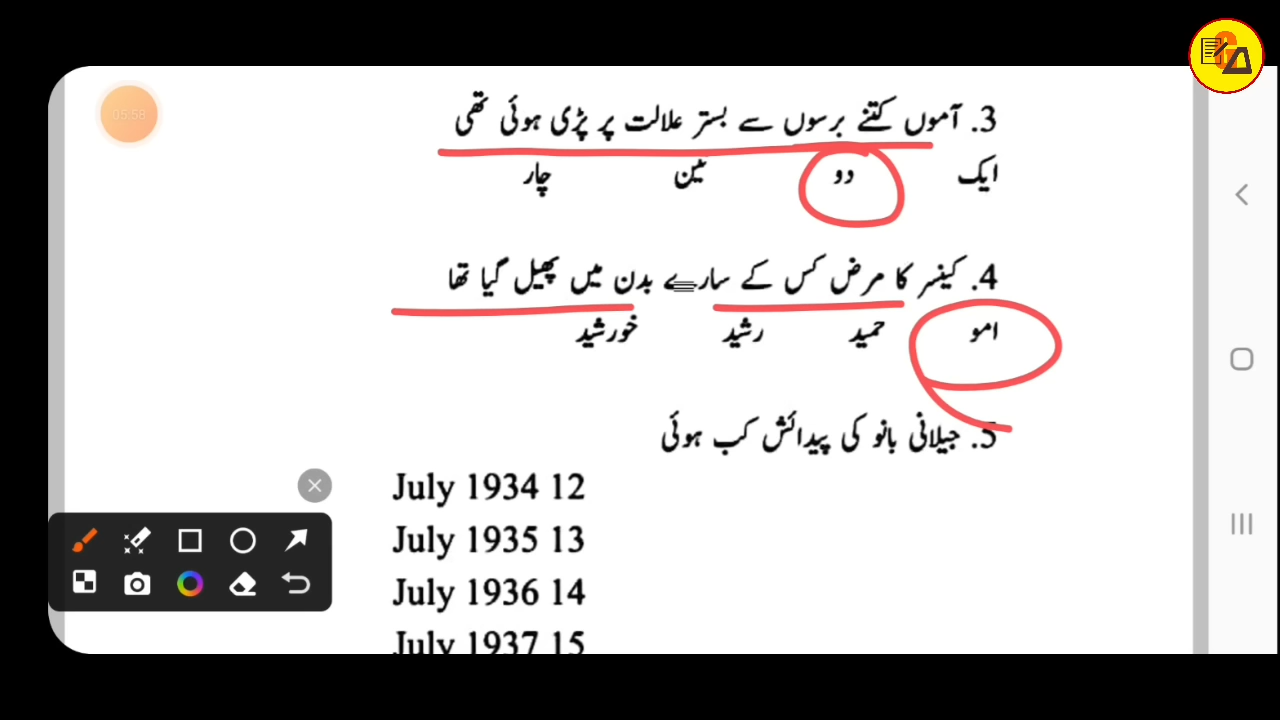 05:58
3. آموں کتنے برسوں سے بستر علالت پر پڑی ہوئی تھی
ایک دو تین چار
4. کینسر کا مرض کس کے سارے بدن میں پھیل گیا تھا
امو حمید رشید خورشید
5. جیلانی بانو کی پیدائش کب ہوئی
July 1934 12
July 1935 13
July 1936 14
July 1937 15